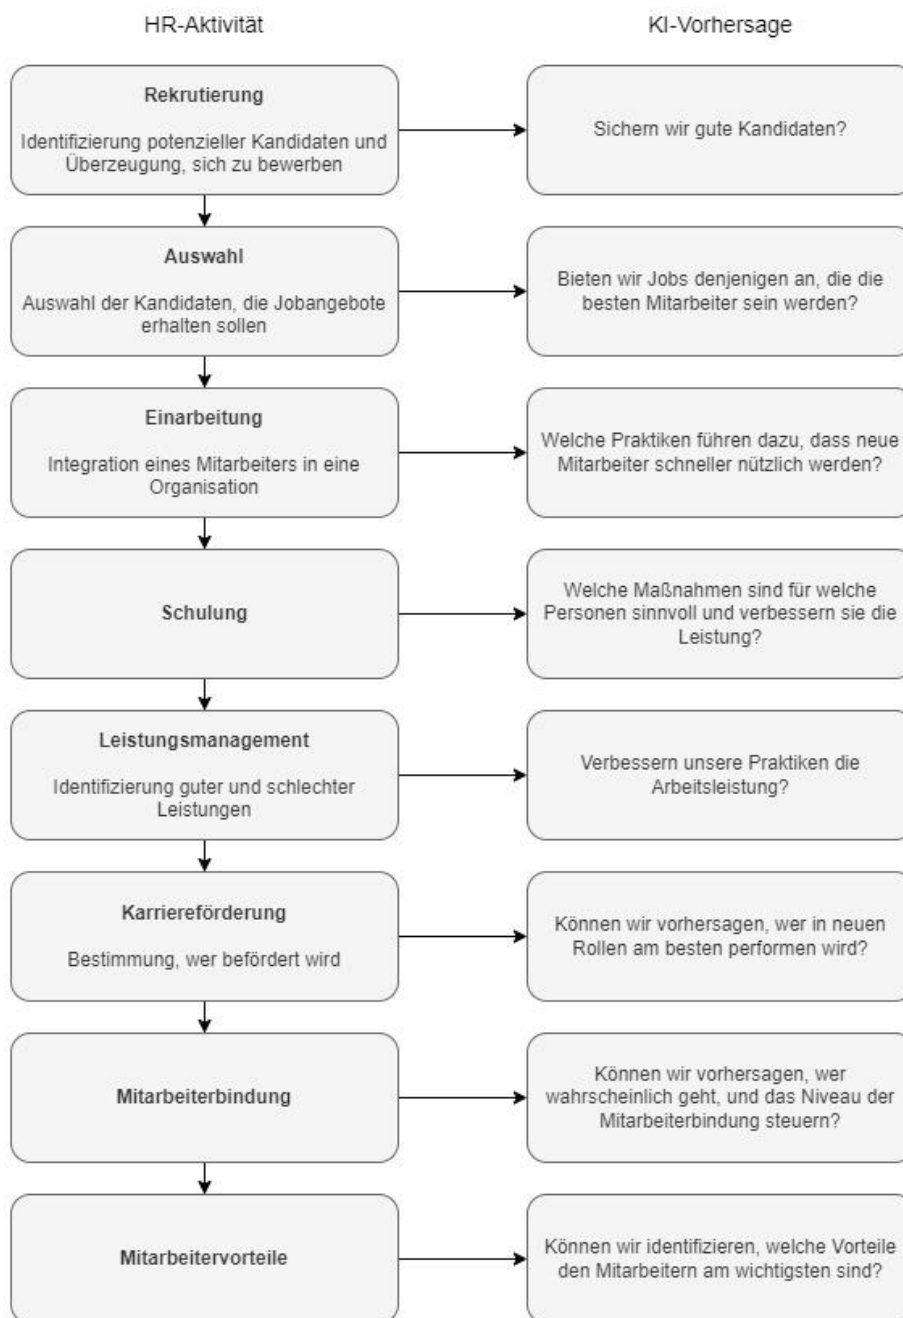 HR-Aktivität
KI-Vorhersage
Rekrutierung
Identifizierung potenzieller Kandidaten und
Überzeugung, sich zu bewerben
Sichern wir gute Kandidaten?
Auswahl
Auswahl der Kandidaten, die Jobangebote
erhalten sollen
Bieten wir Jobs denjenigen an, die die
besten Mitarbeiter sein werden?
Einarbeitung
Integration eines Mitarbeiters in eine
Organisation
Welche Praktiken führen dazu, dass neue
Mitarbeiter schneller nützlich werden?
Schulung
Welche Maßnahmen sind für welche
Personen sinnvoll und verbessern sie die
Leistung?
Leistungsmanagement
Identifizierung guter und schlechter
Leistungen
Verbessern unsere Praktiken die
Arbeitsleistung?
Karriereförderung
Bestimmung, wer befördert wird
Können wir vorhersagen, wer in neuen
Rollen am besten performen wird?
Mitarbeiterbindung
Können wir vorhersagen, wer
wahrscheinlich geht, und das Niveau der
Mitarbeiterbindung steuern?
Mitarbeitervorteile
Können wir identifizieren, welche Vorteile
den Mitarbeitern am wichtigsten sind?